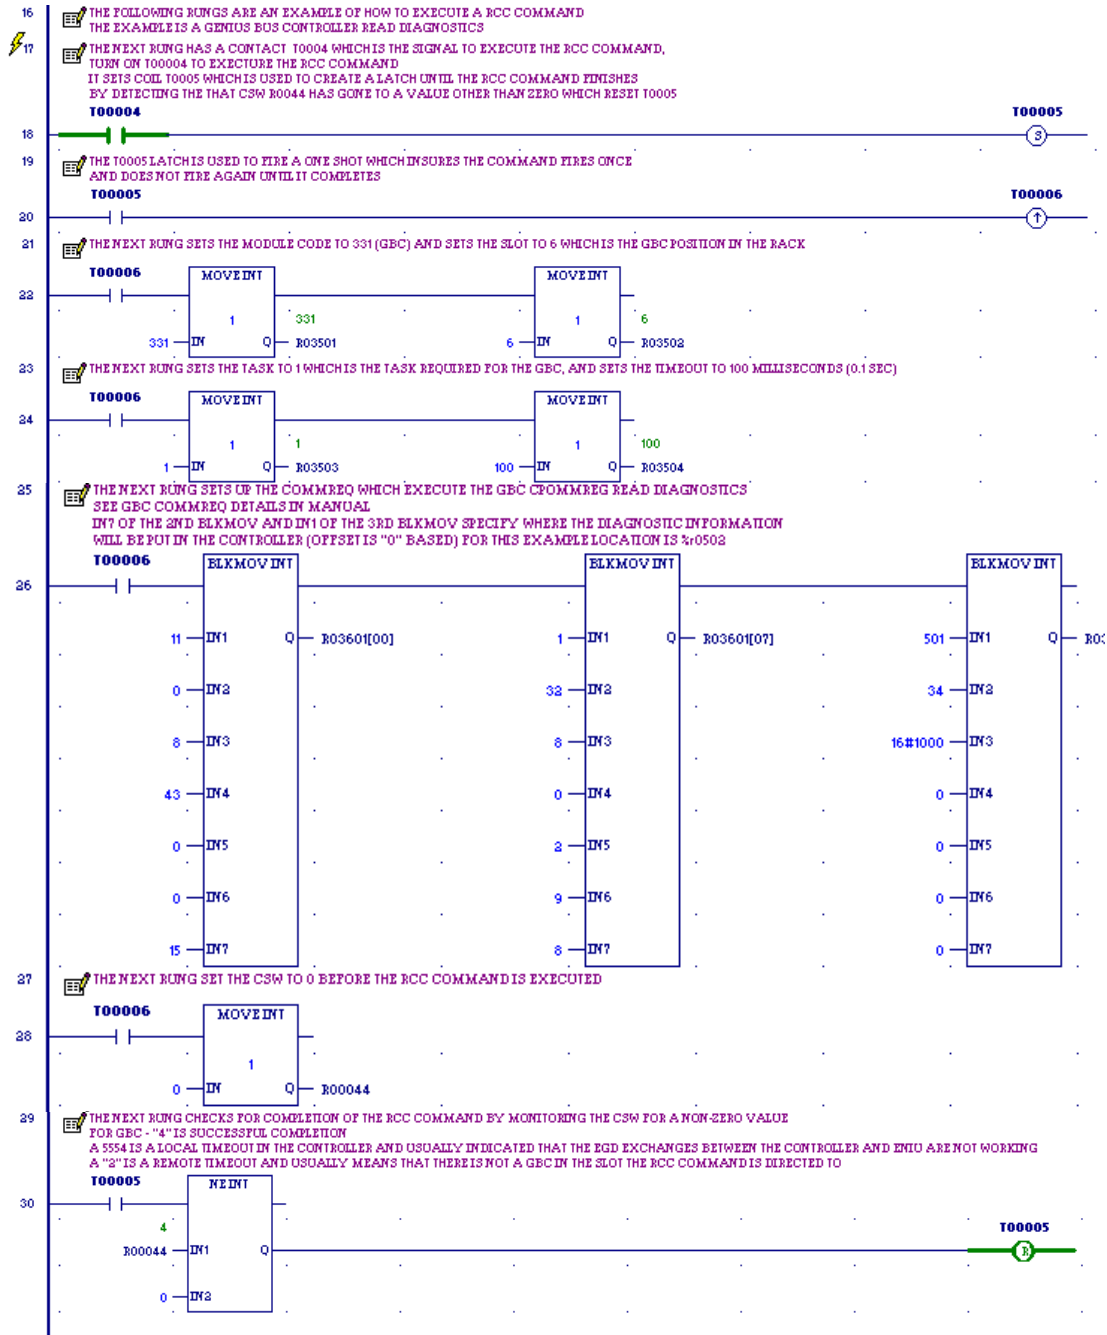 16 THE FOLLOWING RUNGS ARE AN EXAMPLE OF HOW TO EXECUTE A RCC COMMAND
THE EXAMPLE IS A GENIUS BUS CONTROLLER READ DIAGNOSTICS
17 THE NEXT RUNG HAS A CONTACT T0004 WHICH IS THE SIGNAL TO EXECUTE THE RCC COMMAND,
TURN ON T00004 TO EXECTURE THE RCC COMMAND
IT SETS COIL T0005 WHICH IS USED TO CREATE A LATCH UNTIL THE RCC COMMAND FINISHES
BY DETECTING THE THAT CSW R0044 HAS GONE TO A VALUE OTHER THAN ZERO WHICH RESET T0005
T00004 T00005
18 S
19 THE T0005 LATCH IS USED TO FIRE A ONE SHOT WHICH INSURES THE COMMAND FIRES ONCE
AND DOES NOT FIRE AGAIN UNTIL IT COMPLETES
T00005 T00006
20 ↑
21 THE NEXT RUNG SETS THE MODULE CODE TO 331 (GBC) AND SETS THE SLOT TO 6 WHICH IS THE GBC POSITION IN THE RACK
T00006 MOVE INT MOVE INT
22
1 331 1 6
331 IN Q R03501 6 IN Q R03502
23 THE NEXT RUNG SETS THE TASK TO 1 WHICH IS THE TASK REQUIRED FOR THE GBC, AND SETS THE TIMEOUT TO 100 MILLISECONDS (0.1 SEC)
T00006 MOVE INT MOVE INT
24
1 1 1 100
1 IN Q R03503 100 IN Q R03504
25 THE NEXT RUNG SETS UP THE COMMREQ WHICH EXECUTE THE GBC CPOMMREG READ DIAGNOSTICS
SEE GBC COMMREQ DETAILS IN MANUAL
IN7 OF THE 2ND BLKMOV AND IN1 OF THE 3RD BLKMOV SPECIFY WHERE THE DIAGNOSTIC INFORMATION
WILL BE PUT IN THE CONTROLLER (OFFSET IS "0" BASED) FOR THIS EXAMPLE LOCATION IS %r0502
T00006 BLKMOV INT BLKMOV INT BLKMOV INT
26
11 IN1 Q R03601[00] 1 IN1 Q R03601[07] 501 IN1 Q R03
0 IN2 32 IN2 34 IN2
8 IN3 8 IN3 16#1000 IN3
43 IN4 0 IN4 0 IN4
0 IN5 2 IN5 0 IN5
0 IN6 9 IN6 0 IN6
15 IN7 8 IN7 0 IN7
27 THE NEXT RUNG SET THE CSW TO 0 BEFORE THE RCC COMMAND IS EXECUTED
T00006 MOVE INT
28
1
0 IN Q R00044
29 THE NEXT RUNG CHECKS FOR COMPLETION OF THE RCC COMMAND BY MONITORING THE CSW FOR A NON-ZERO VALUE
FOR GBC - "4" IS SUCCESSFUL COMPLETION
A 5554 IS A LOCAL TIMEOUT IN THE CONTROLLER AND USUALLY INDICATED THAT THE EGD EXCHANGES BETWEEN THE CONTROLLER AND ENIU ARE NOT WORKING
A "2" IS A REMOTE TIMEOUT AND USUALLY MEANS THAT THERE IS NOT A GBC IN THE SLOT THE RCC COMMAND IS DIRECTED TO
T00005 NE INT
30
4 T00005
R00044 IN1 Q R
0 IN2